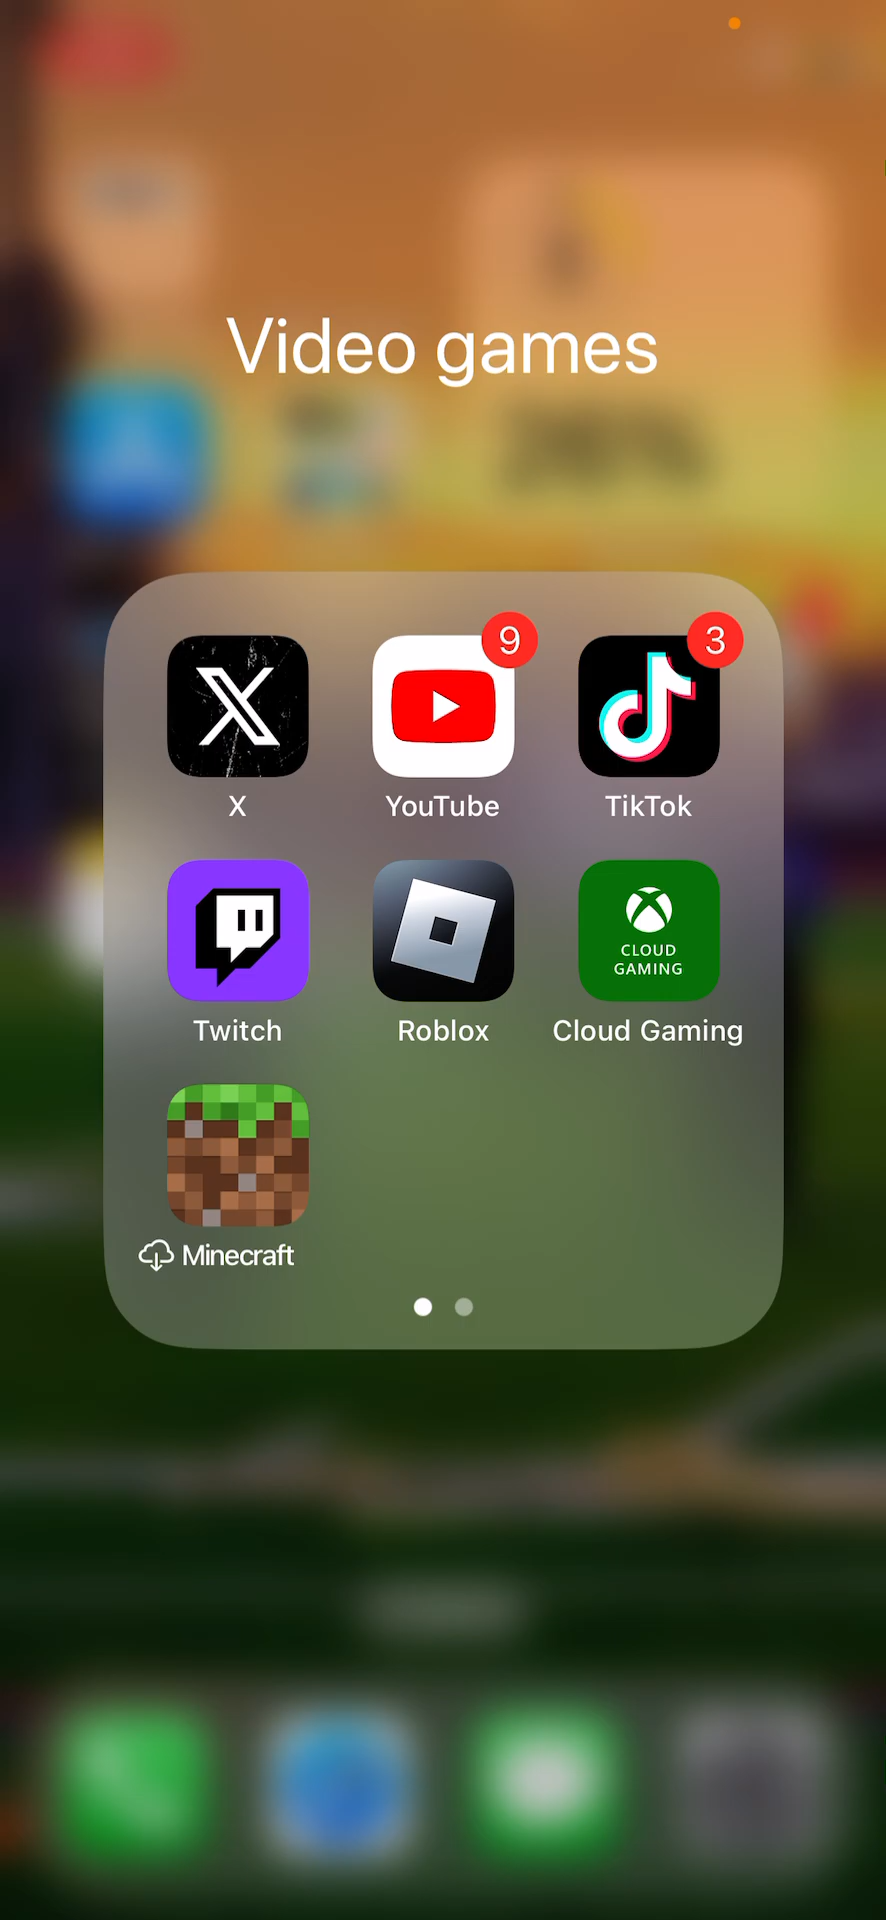 Video games
9
3
X
YouTube
TikTok
CLOUD
GAMING
Twitch
Roblox
Cloud Gaming
Minecraft